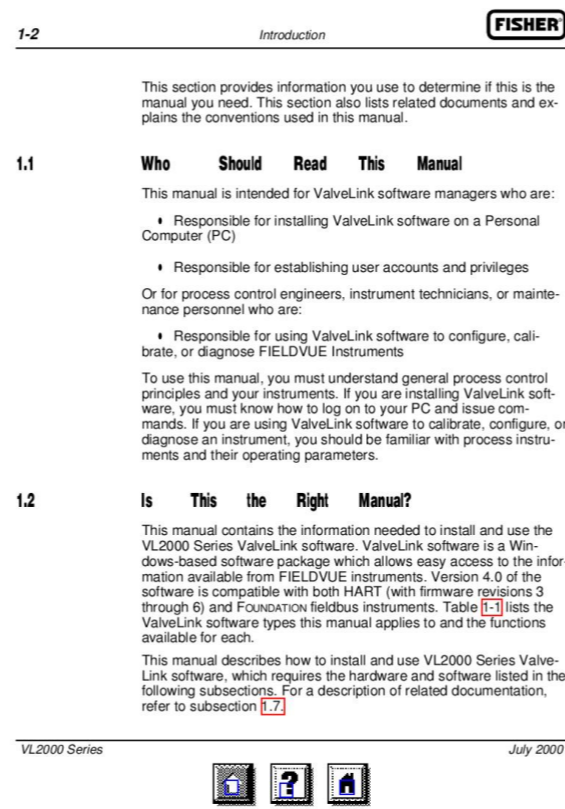 1-2 Introduction FISHER
This section provides information you use to determine if this is the
manual you need. This section also lists related documents and ex-
plains the conventions used in this manual.
1.1 Who Should Read This Manual
This manual is intended for ValveLink software managers who are:
• Responsible for installing ValveLink software on a Personal
Computer (PC)
• Responsible for establishing user accounts and privileges
Or for process control engineers, instrument technicians, or mainte-
nance personnel who are:
• Responsible for using ValveLink software to configure, cali-
brate, or diagnose FIELDVUE Instruments
To use this manual, you must understand general process control
principles and your instruments. If you are installing ValveLink soft-
ware, you must know how to log on to your PC and issue com-
mands. If you are using ValveLink software to calibrate, configure, or
diagnose an instrument, you should be familiar with process instru-
ments and their operating parameters.
1.2 Is This the Right Manual?
This manual contains the information needed to install and use the
VL2000 Series ValveLink software. ValveLink software is a Win-
dows-based software package which allows easy access to the infor-
mation available from FIELDVUE instruments. Version 4.0 of the
software is compatible with both HART (with firmware revisions 3
through 6) and FOUNDATION fieldbus instruments. Table 1-1 lists the
ValveLink software types this manual applies to and the functions
available for each.
This manual describes how to install and use VL2000 Series Valve-
Link software, which requires the hardware and software listed in the
following subsections. For a description of related documentation,
refer to subsection 1.7.
VL2000 Series July 2000
?